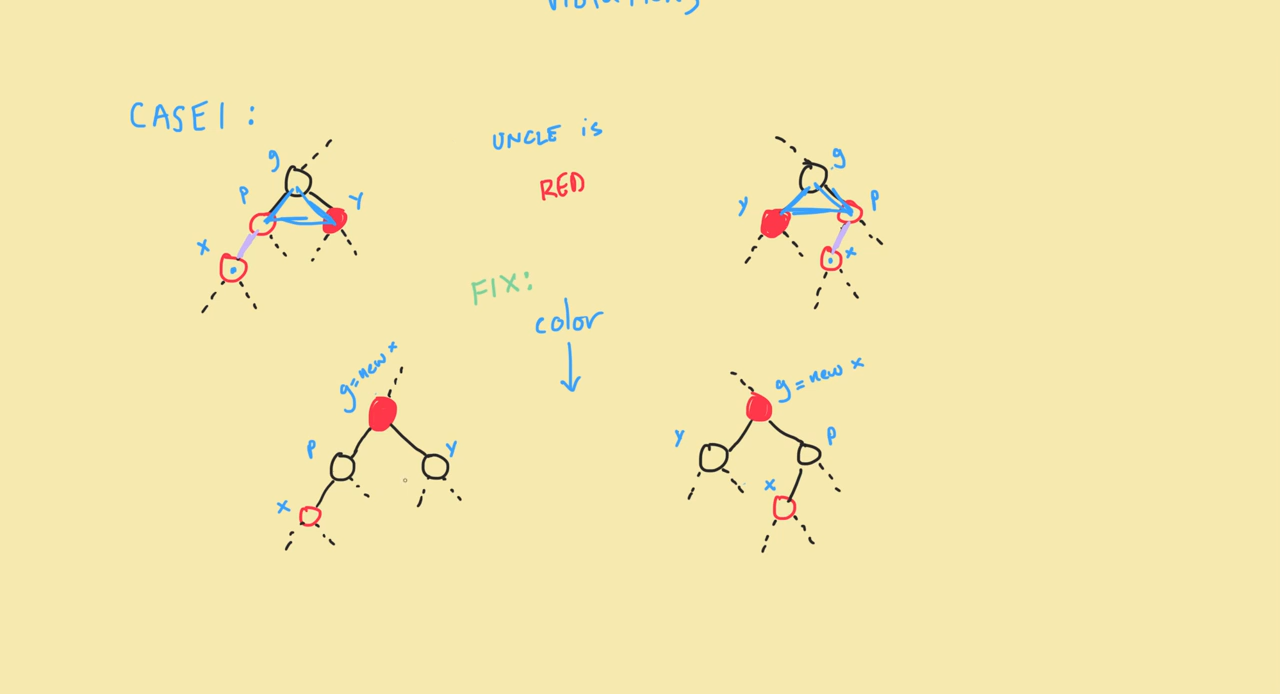 CASE 1:
UNCLE is
RED
g
P
Y
X
g
Y
P
X
FIX:
color
g = new x
P
Y
X
g = new x
Y
P
X